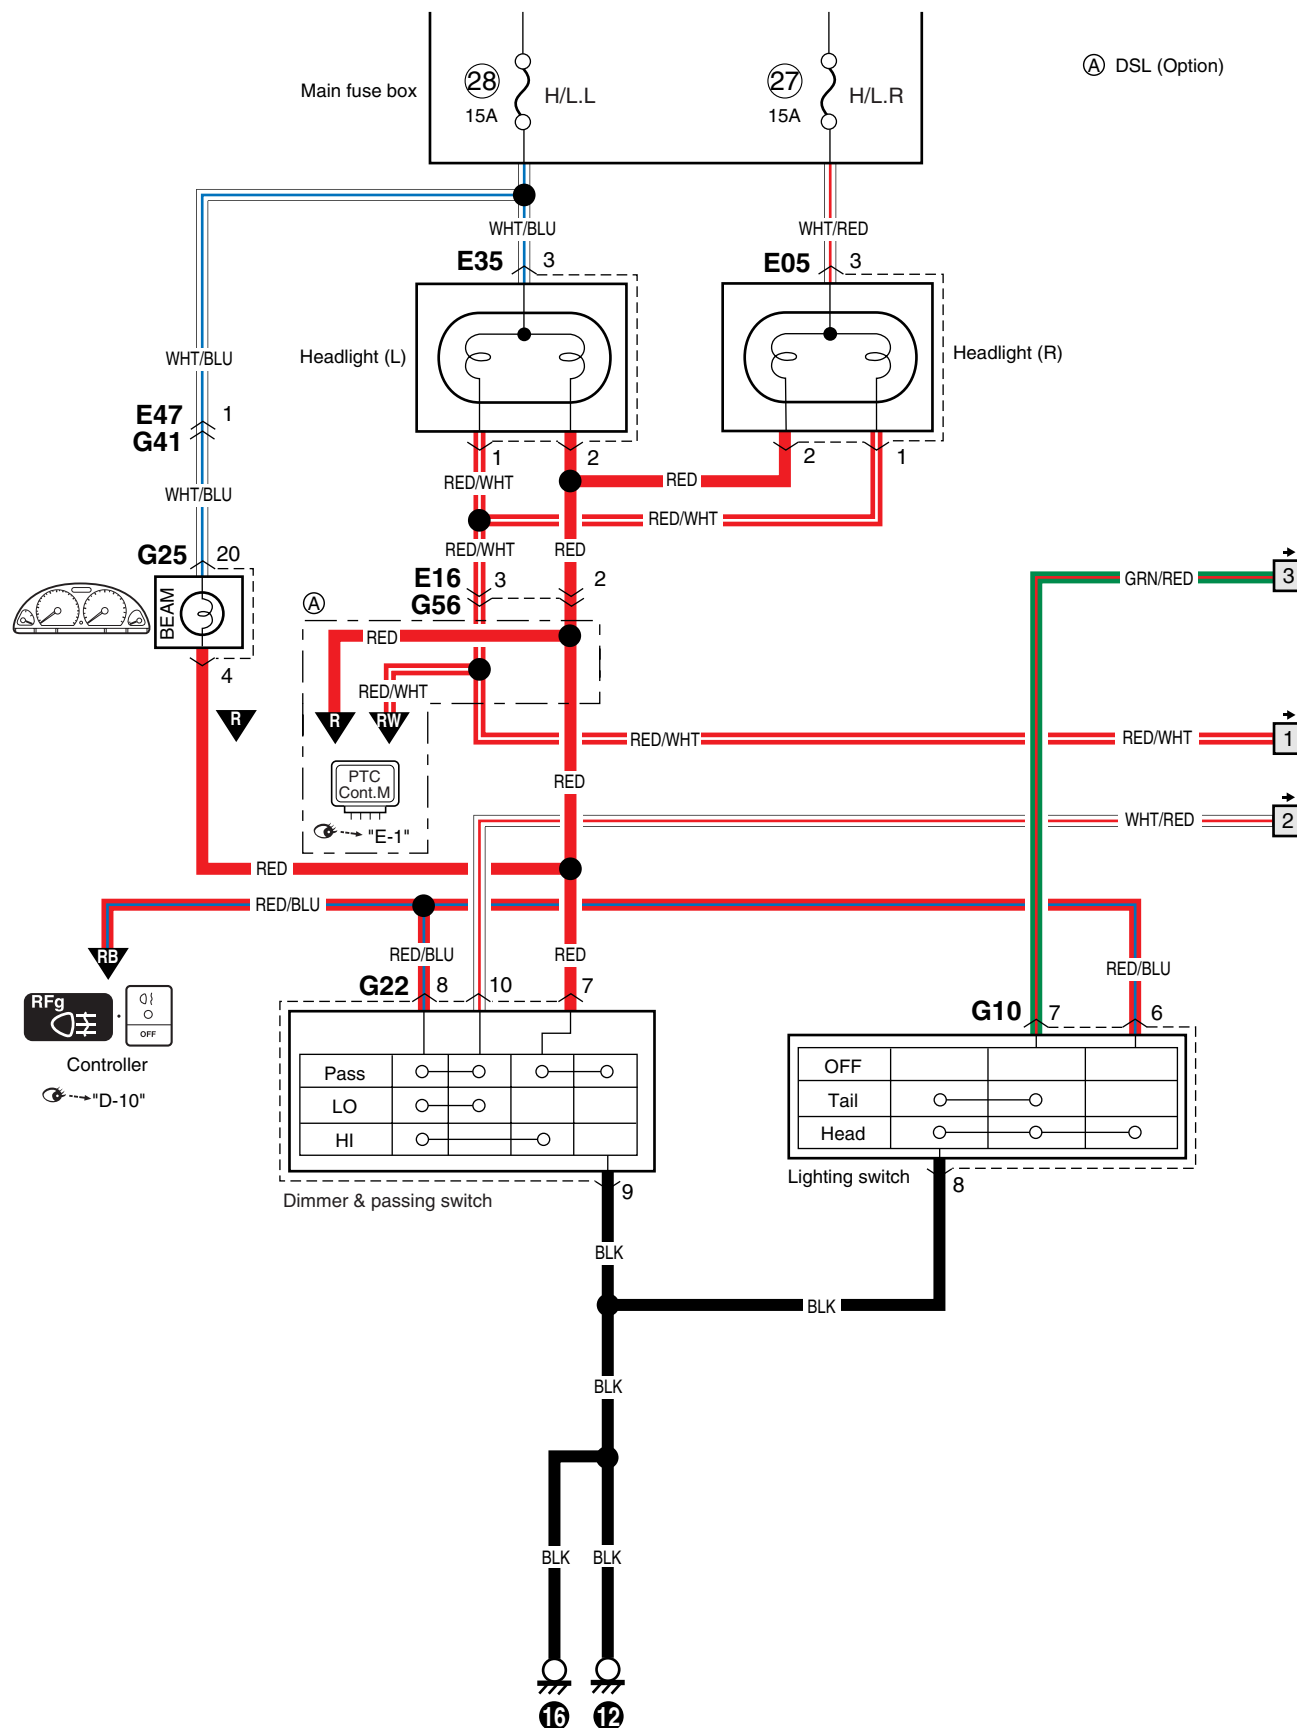 Main fuse box
28
15A
H/L.L
27
15A
H/L.R
A DSL (Option)
WHT/BLU
WHT/RED
E35 3
E05 3
Headlight (L)
Headlight (R)
WHT/BLU
E47 1
G41
1 2
2 1
RED/WHT
RED
RED/WHT
WHT/BLU
RED/WHT
RED
G25 20
E16 3 2
G56
GRN/RED
3
BEAM
A
RED
4
RED/WHT
R
R
RW
RED/WHT
RED/WHT
1
PTC
Cont.M
"E-1"
RED
WHT/RED
2
RED
RED/BLU
RB
RED/BLU
RED
RED/BLU
G22 8 10 7
G10 7 6
RFg
OFF
Controller
"D-10"
Pass
LO
HI
OFF
Tail
Head
Dimmer & passing switch
9
Lighting switch
8
BLK
BLK
BLK
BLK
BLK
16
12